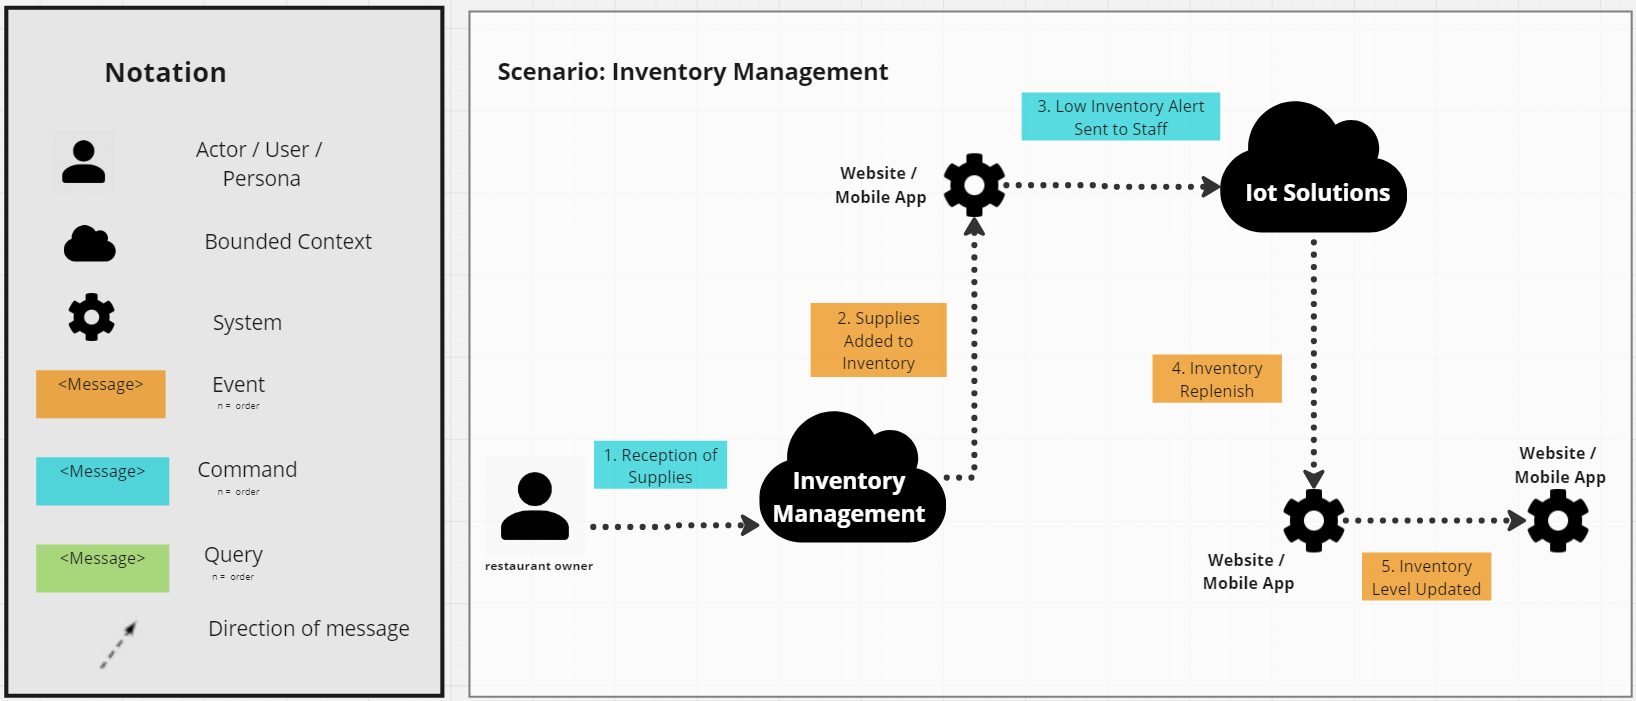 Notation
Actor / User /
Persona
Bounded Context
System
<Message>
Event
n = order
<Message>
Command
n = order
<Message>
Query
n = order
Direction of message
Scenario: Inventory Management
restaurant owner
1. Reception of
Supplies
Inventory
Management
2. Supplies
Added to
Inventory
Website /
Mobile App
3. Low Inventory Alert
Sent to Staff
Iot Solutions
4. Inventory
Replenish
Website /
Mobile App
5. Inventory
Level Updated
Website /
Mobile App